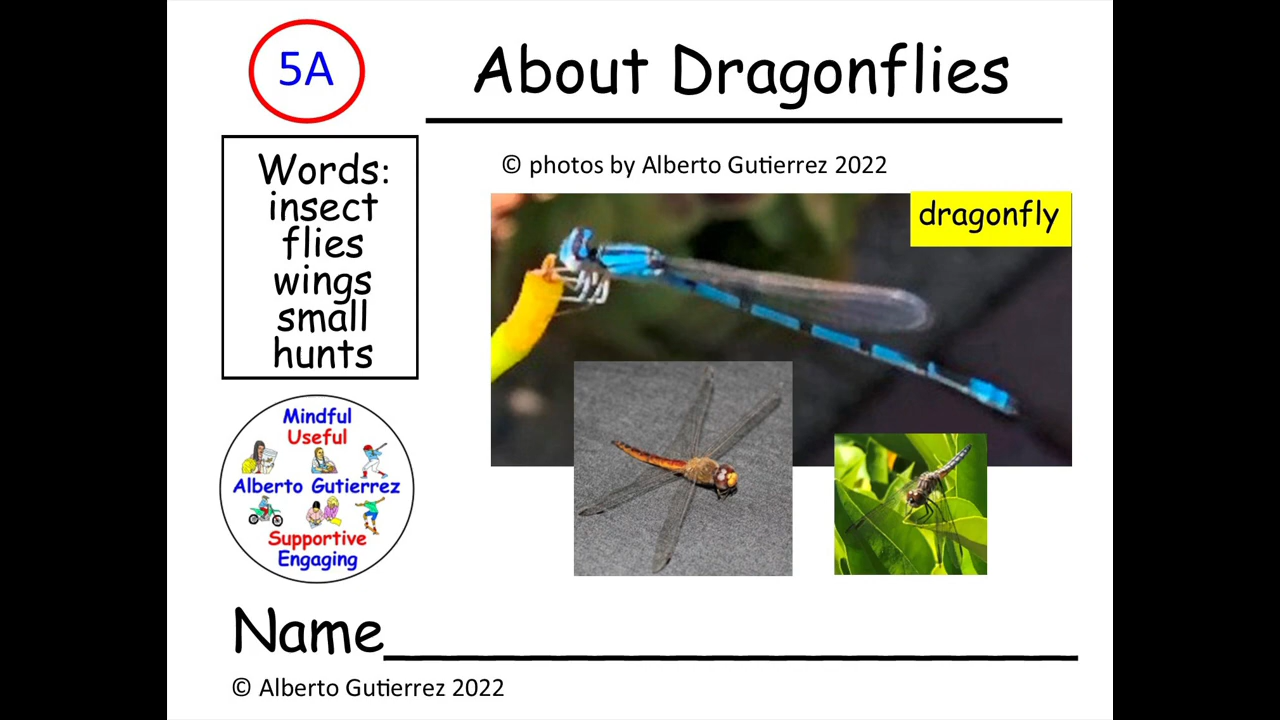 5A
About Dragonflies
Words:
insect
flies
wings
small
hunts
© photos by Alberto Gutierrez 2022
dragonfly
Mindful
Useful
Alberto Gutierrez
Supportive
Engaging
Name
© Alberto Gutierrez 2022